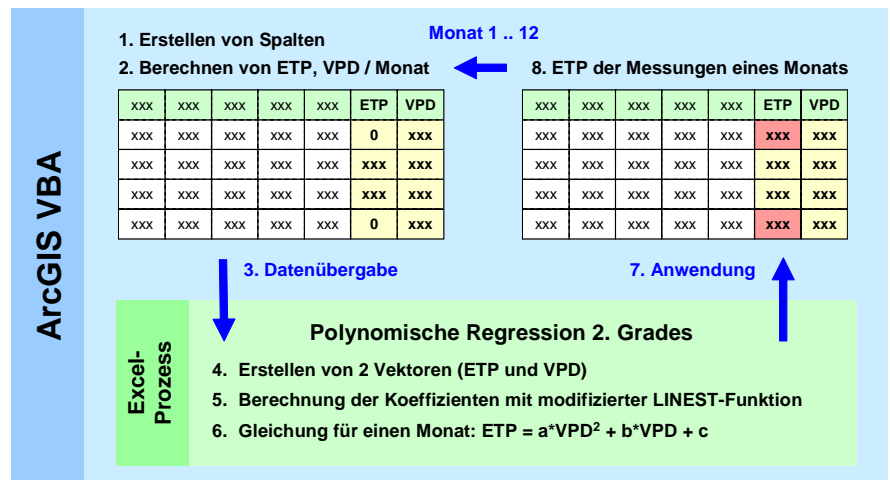 ArcGIS VBA
Monat 1 .. 12
1. Erstellen von Spalten
2. Berechnen von ETP, VPD / Monat
xxx xxx xxx xxx xxx ETP VPD
xxx xxx xxx xxx xxx 0 xxx
xxx xxx xxx xxx xxx xxx xxx
xxx xxx xxx xxx xxx xxx xxx
xxx xxx xxx xxx xxx 0 xxx
8. ETP der Messungen eines Monats
xxx xxx xxx xxx xxx ETP VPD
xxx xxx xxx xxx xxx xxx xxx
xxx xxx xxx xxx xxx xxx xxx
xxx xxx xxx xxx xxx xxx xxx
xxx xxx xxx xxx xxx xxx xxx
3. Datenübergabe
7. Anwendung
Excel-
Prozess
Polynomische Regression 2. Grades
4. Erstellen von 2 Vektoren (ETP und VPD)
5. Berechnung der Koeffizienten mit modifizierter LINEST-Funktion
6. Gleichung für einen Monat: ETP = a*VPD² + b*VPD + c